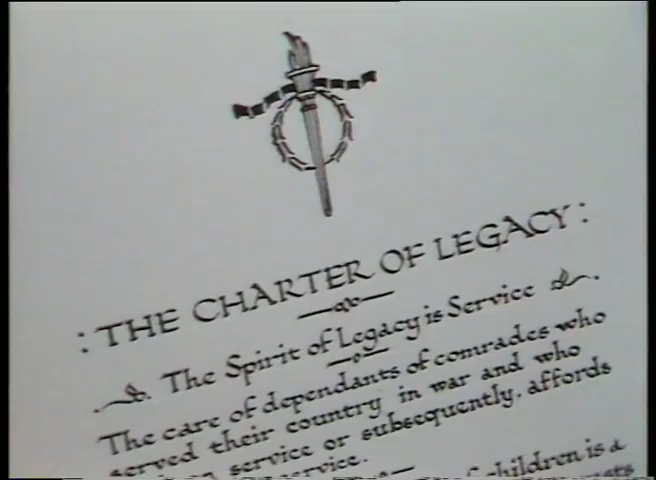 : THE CHARTER OF LEGACY :
The Spirit of Legacy is Service
The care of dependants of comrades who
served their country in war and who
service or subsequently, affords
service.
children is a